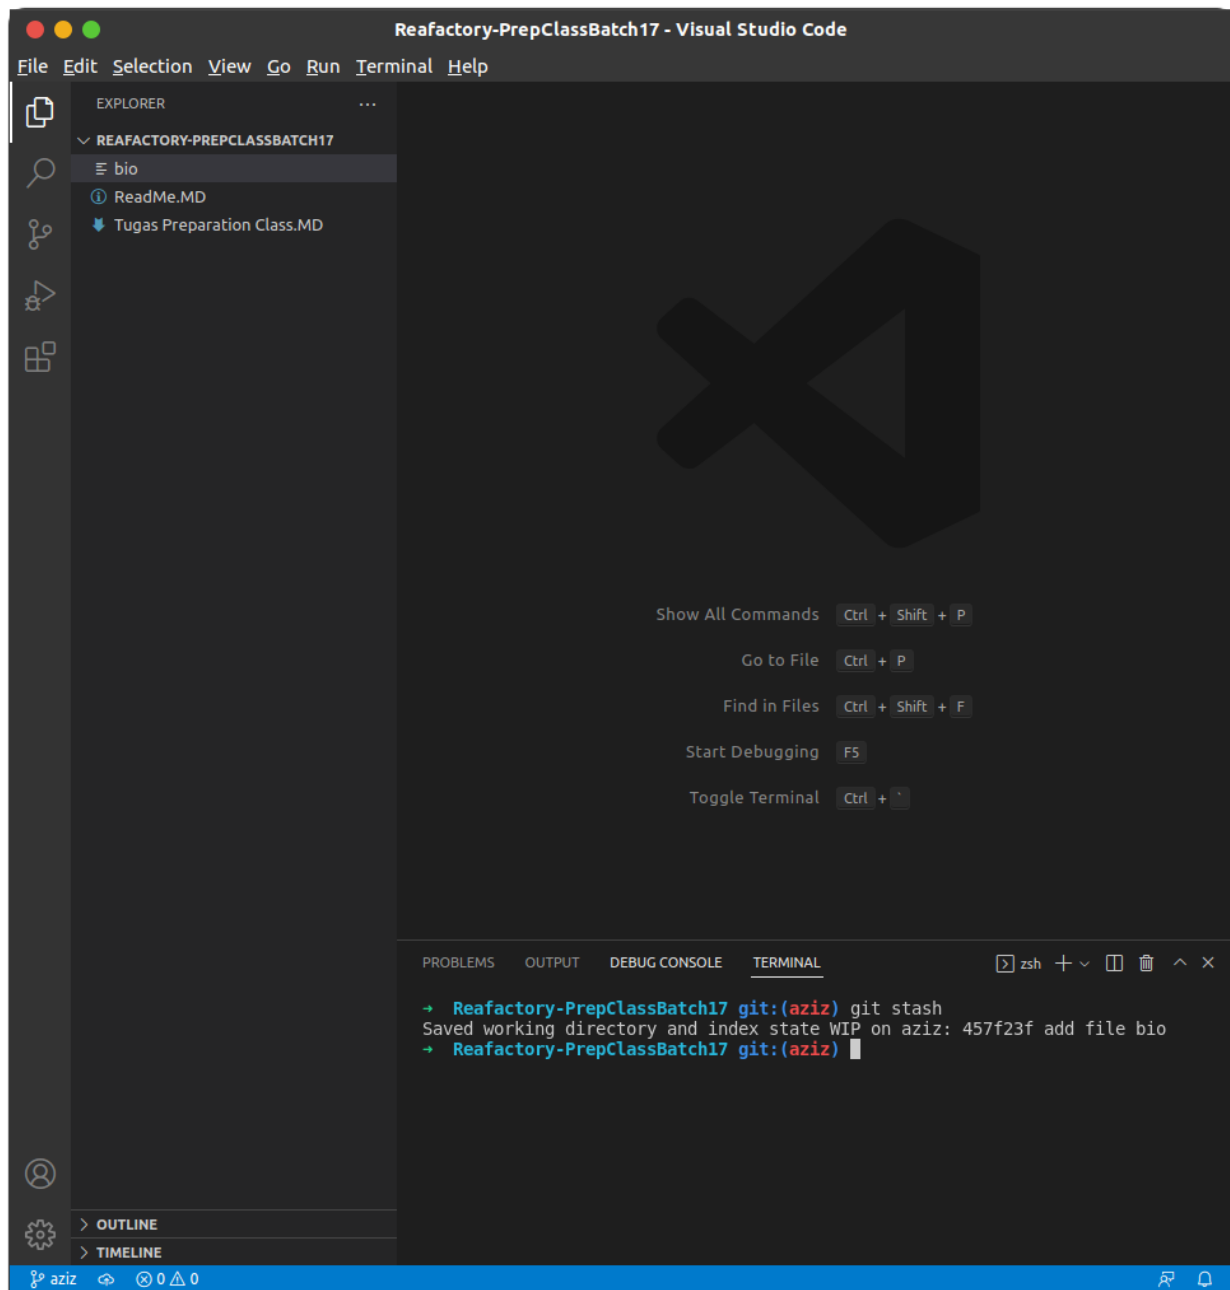 Reafactory-PrepClassBatch17 - Visual Studio Code
File Edit Selection View Go Run Terminal Help
EXPLORER ...
REAFACTORY-PREPCLASSBATCH17
bio
ReadMe.MD
Tugas Preparation Class.MD
Show All Commands Ctrl + Shift + P
Go to File Ctrl + P
Find in Files Ctrl + Shift + F
Start Debugging F5
Toggle Terminal Ctrl + `
PROBLEMS OUTPUT DEBUG CONSOLE TERMINAL zsh
→ Reafactory-PrepClassBatch17 git:(aziz) git stash
Saved working directory and index state WIP on aziz: 457f23f add file bio
→ Reafactory-PrepClassBatch17 git:(aziz)
OUTLINE
TIMELINE
aziz 0 0